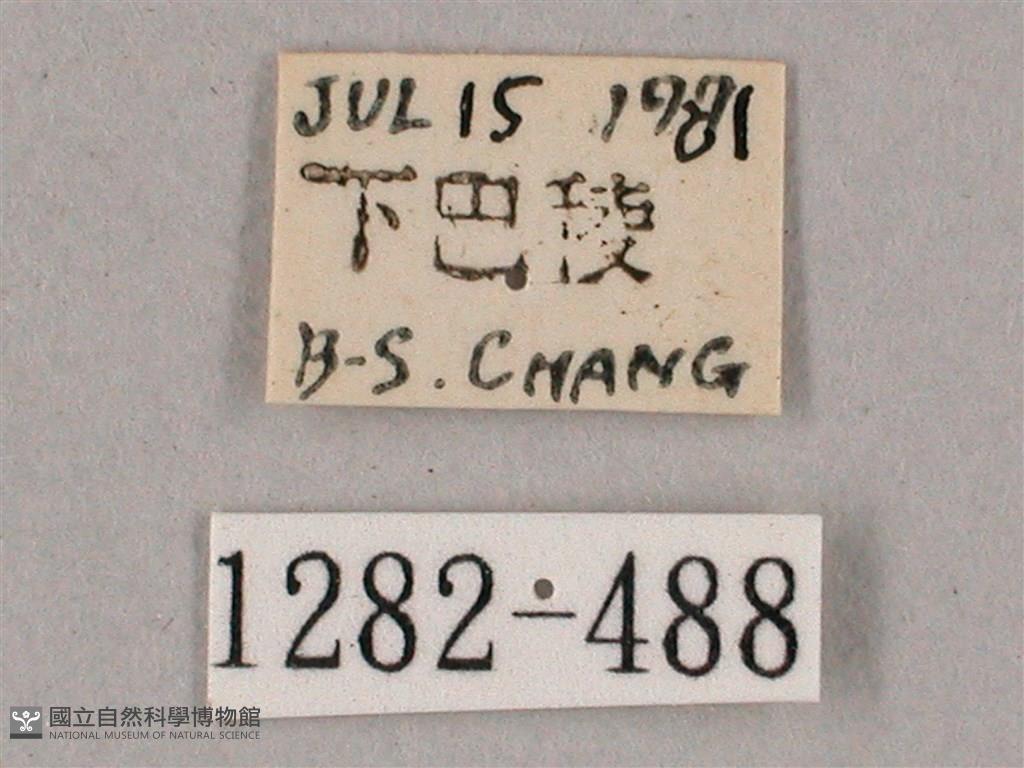 JUL 15 1981
下巴陵
B-S. CHANG
1282-488
國立自然科學博物館
NATIONAL MUSEUM OF NATURAL SCIENCE